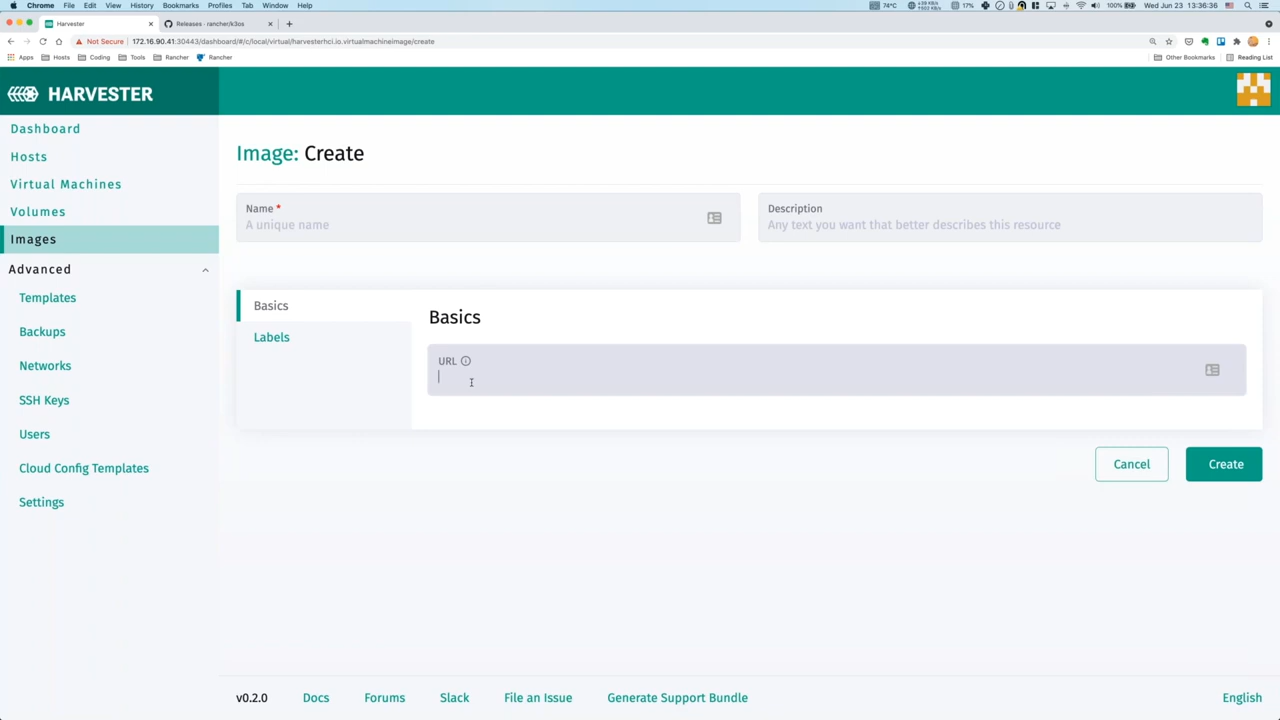 Chrome File Edit View History Bookmarks Profiles Tab Window Help
74°C 17% 100% Wed Jun 23 13:36:36
Harvester
Releases · rancher/k3os
Not Secure 172.16.90.41:30443/dashboard/#/c/local/virtual/harvesterhci.io.virtualmachineimage/create
Apps Hosts Coding Tools Rancher Rancher Other Bookmarks Reading List
HARVESTER
Dashboard
Hosts
Virtual Machines
Volumes
Images
Advanced
Templates
Backups
Networks
SSH Keys
Users
Cloud Config Templates
Settings
Image: Create
Name *
A unique name
Description
Any text you want that better describes this resource
Basics
Labels
Basics
URL
Cancel
Create
v0.2.0 Docs Forums Slack File an Issue Generate Support Bundle English